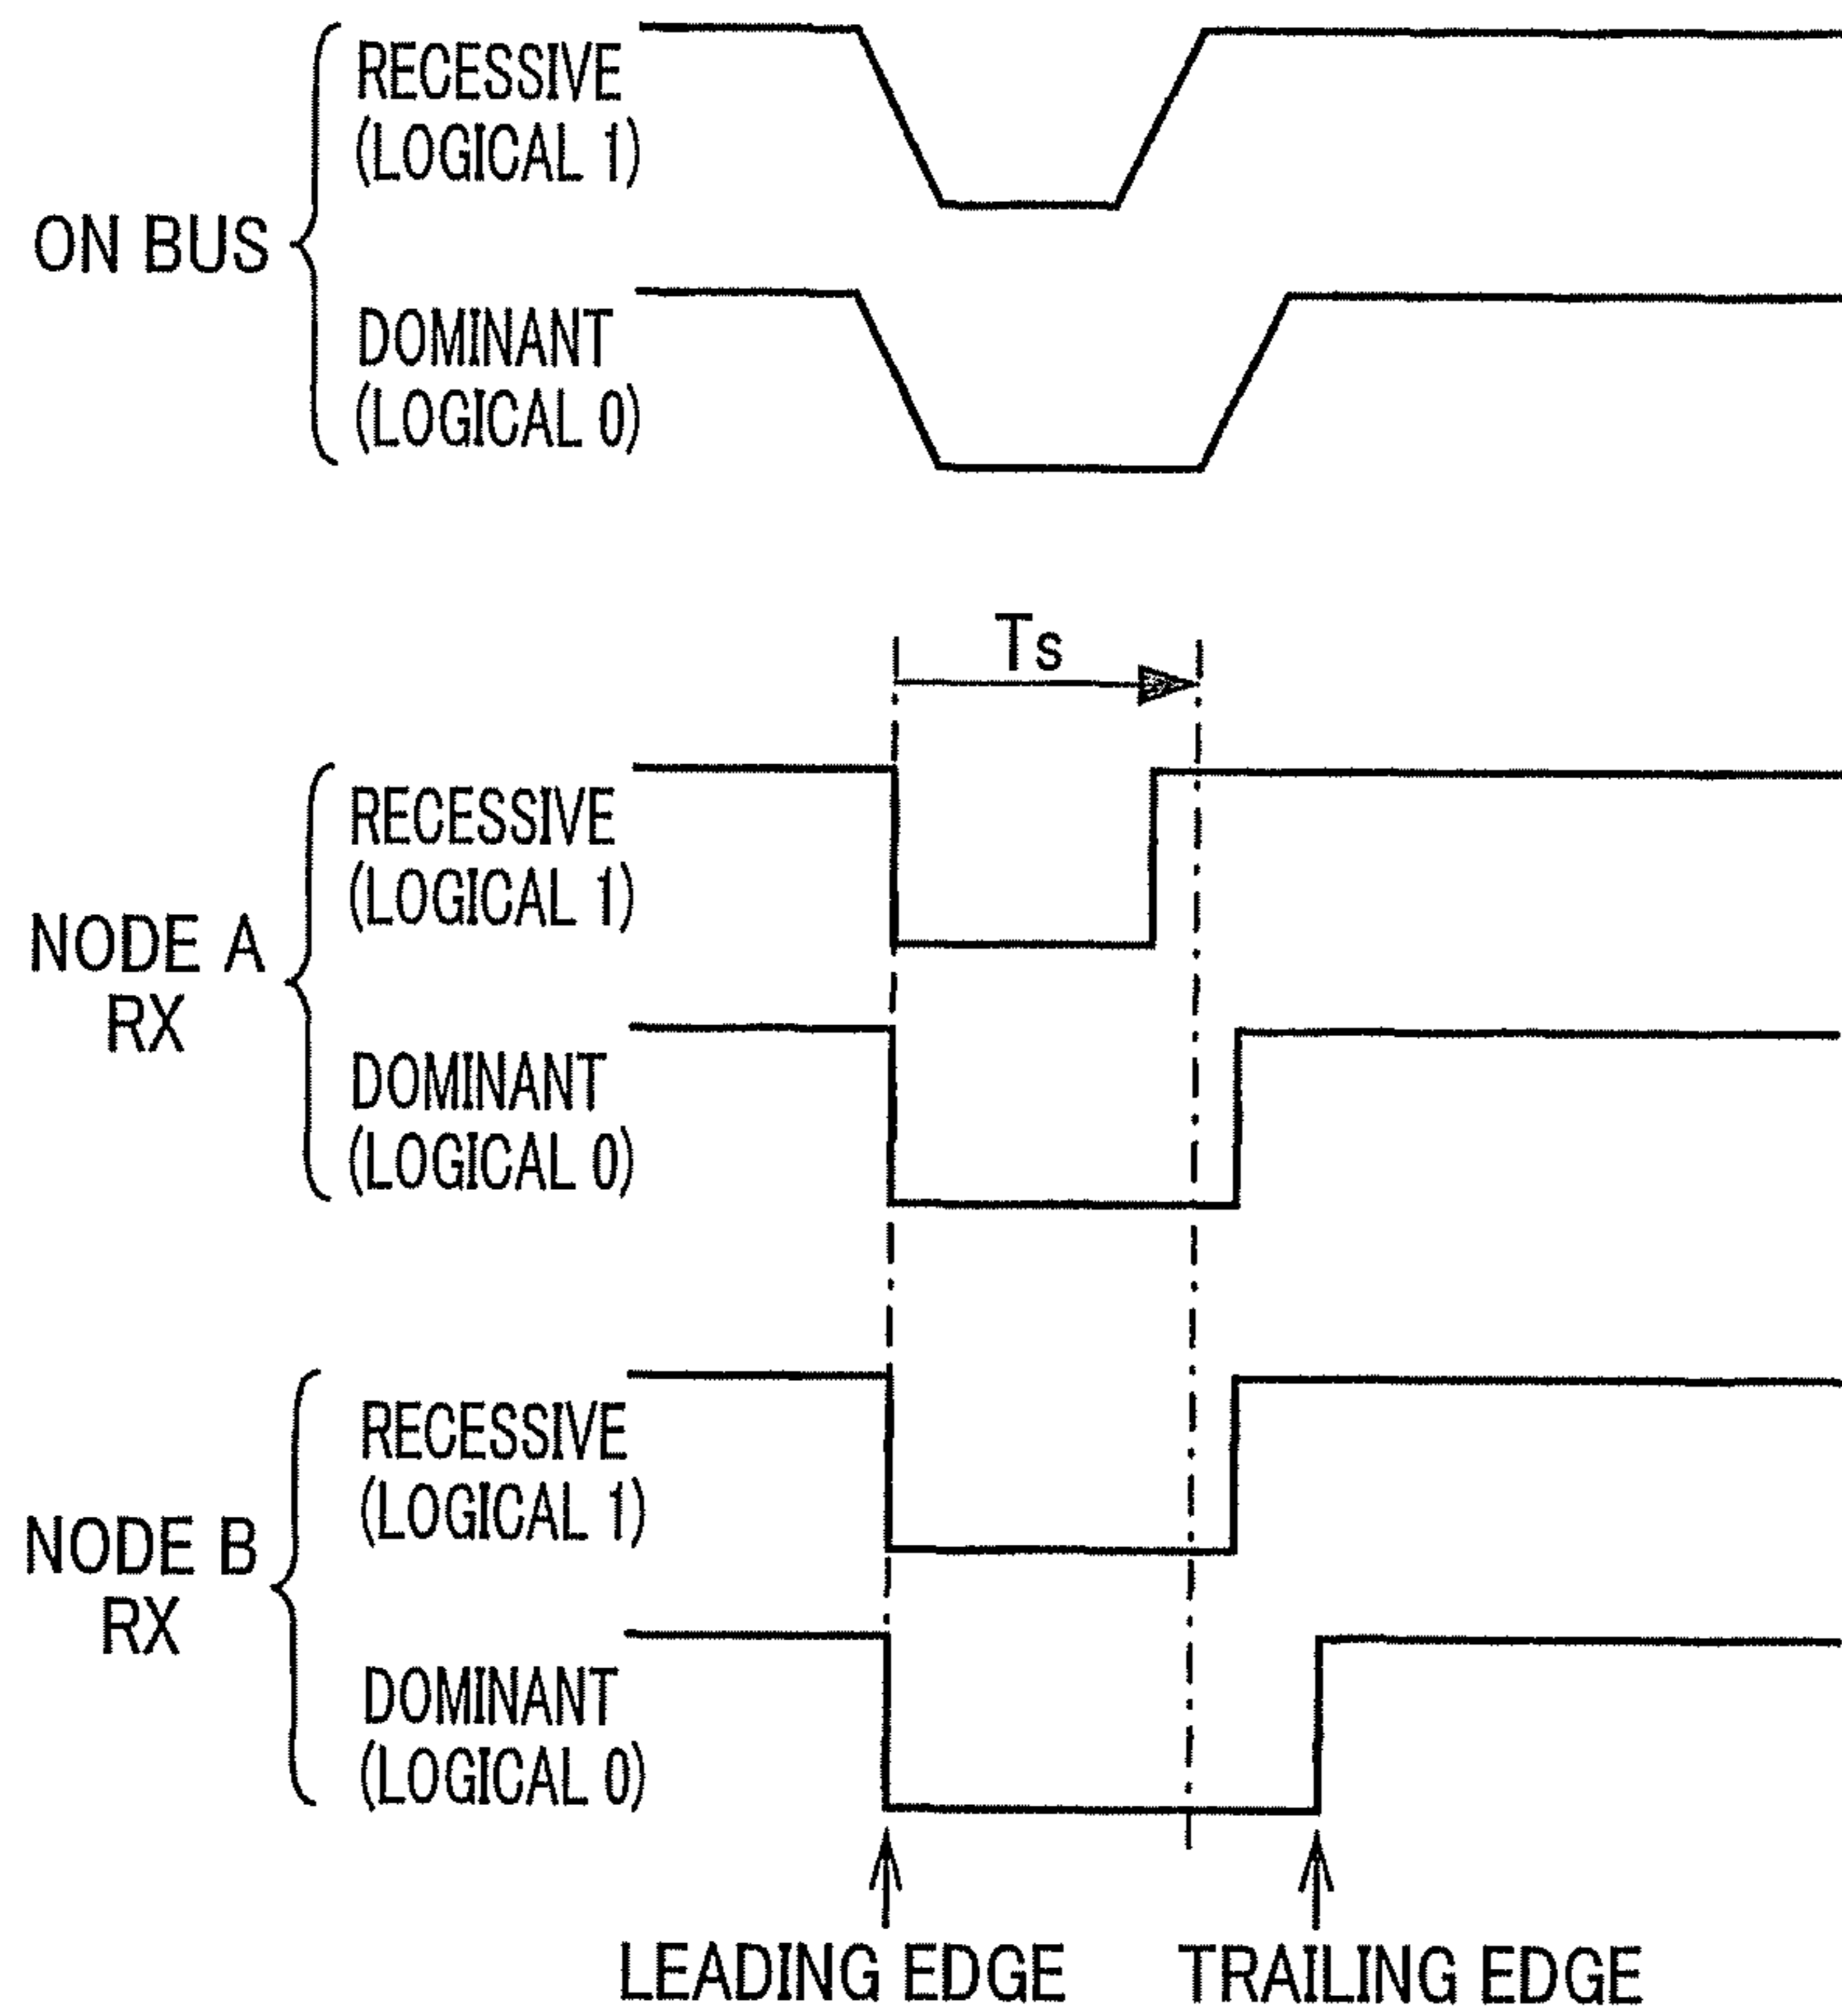 ON BUS
RECESSIVE
(LOGICAL 1)
DOMINANT
(LOGICAL 0)
Ts
NODE A
RX
RECESSIVE
(LOGICAL 1)
DOMINANT
(LOGICAL 0)
NODE B
RX
RECESSIVE
(LOGICAL 1)
DOMINANT
(LOGICAL 0)
LEADING EDGE
TRAILING EDGE